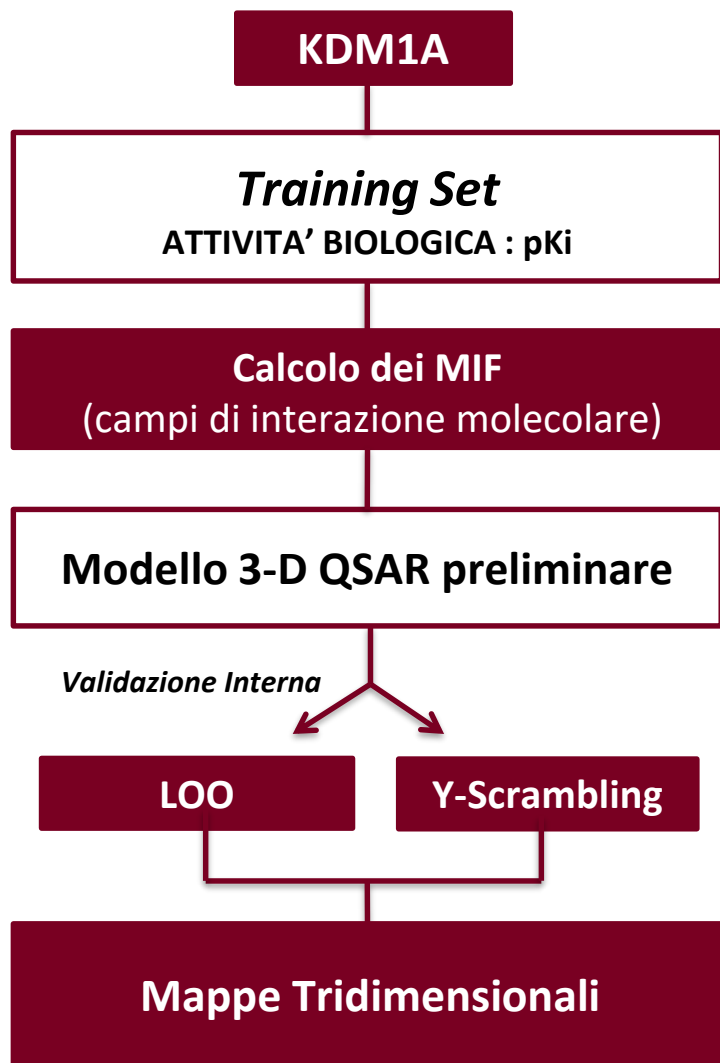 KDM1A
Training Set
ATTIVITA’ BIOLOGICA : pKi
Calcolo dei MIF
(campi di interazione molecolare)
Modello 3-D QSAR preliminare
Validazione Interna
LOO
Y-Scrambling
Mappe Tridimensionali